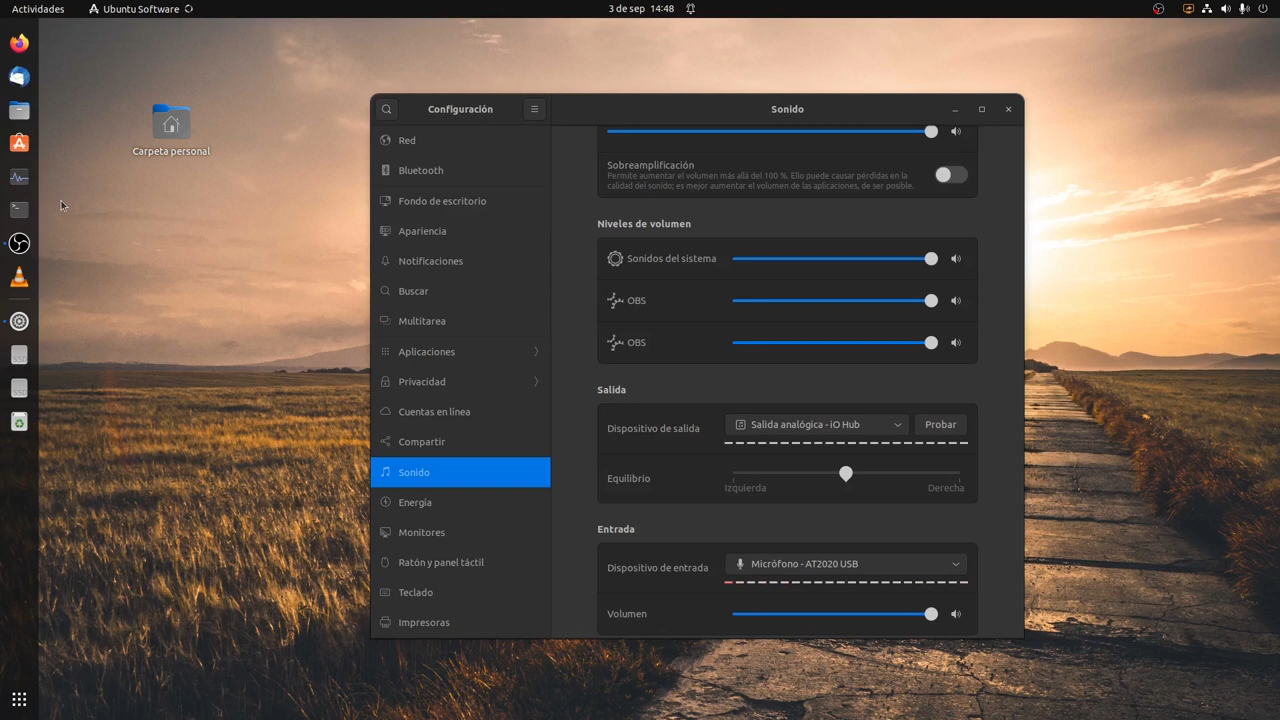 Actividades
Ubuntu Software
3 de sep 14:48
Carpeta personal
Configuración
Sonido
Red
Bluetooth
Fondo de escritorio
Apariencia
Notificaciones
Buscar
Multitarea
Aplicaciones
Privacidad
Cuentas en línea
Compartir
Sonido
Energía
Monitores
Ratón y panel táctil
Teclado
Impresoras
Sobreamplificación
Permite aumentar el volumen más allá del 100 %. Ello puede causar pérdidas en la
calidad del sonido; es mejor aumentar el volumen de las aplicaciones, de ser posible.
Niveles de volumen
Sonidos del sistema
OBS
OBS
Salida
Dispositivo de salida
Salida analógica - iO Hub
Probar
Equilibrio
Izquierda
Derecha
Entrada
Dispositivo de entrada
Micrófono - AT2020 USB
Volumen
SSD
SSD